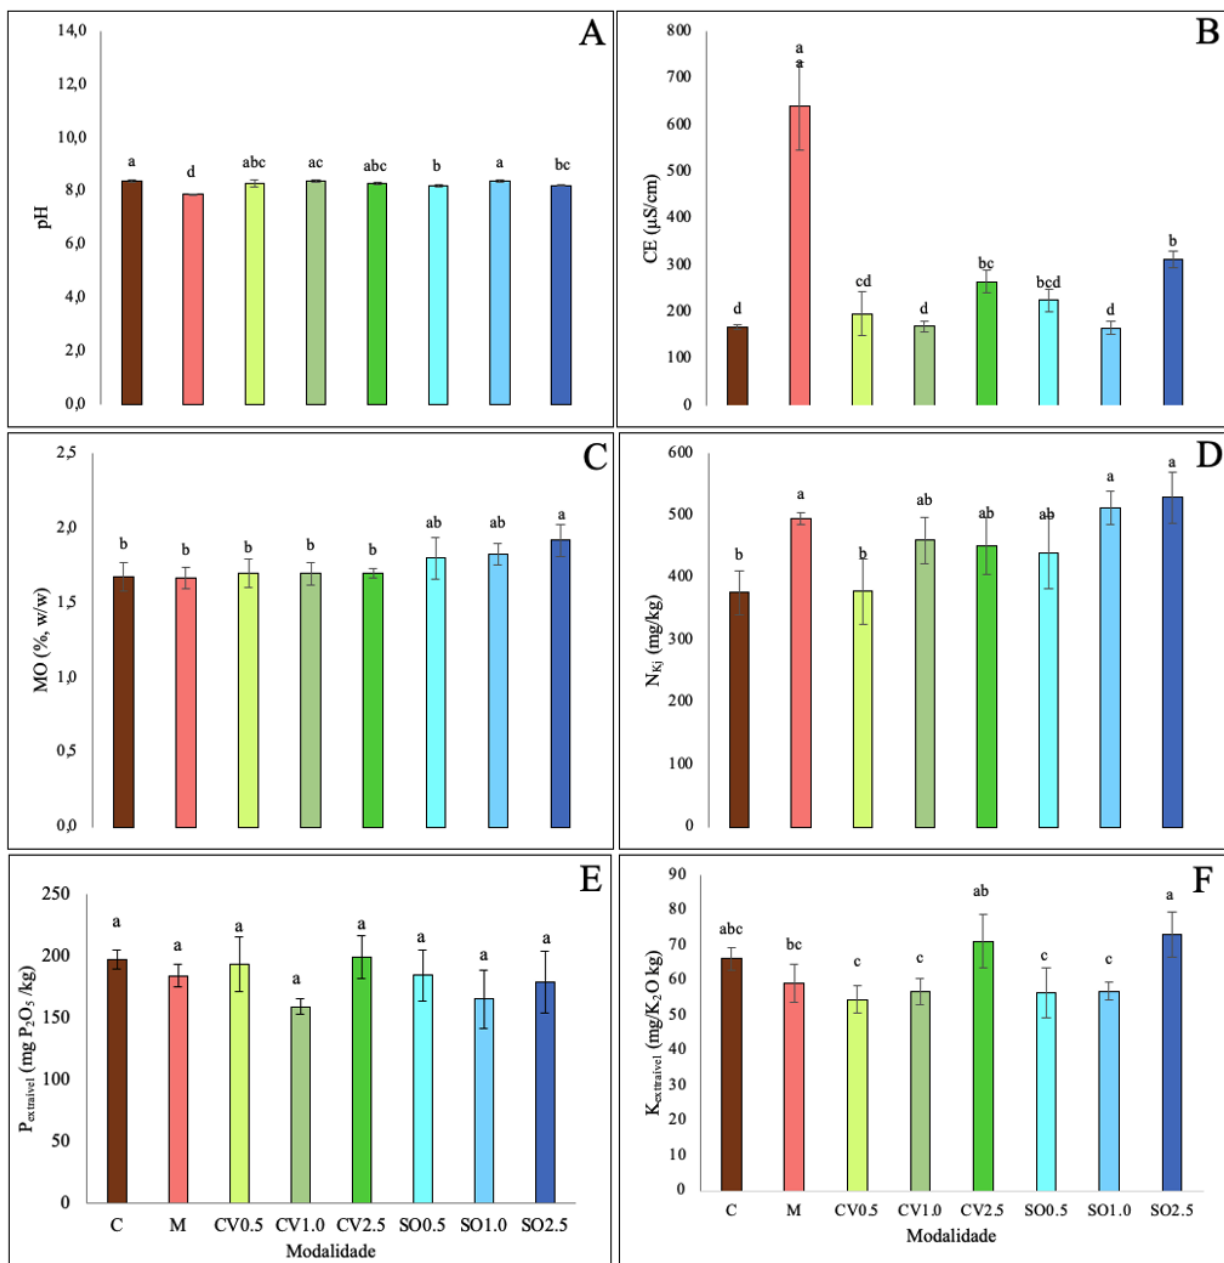 A
14,0
12,0
10,0
8,0
6,0
4,0
2,0
0,0
pH
a d abc ac abc b a bc
B
800
700
600
500
400
300
200
100
0
CE (µS/cm)
a
a
d cd d bc bcd d b
C
2,5
2,0
1,5
1,0
0,5
0,0
MO (%, w/w)
b b b b b ab ab a
D
600
500
400
300
200
100
0
N_Kj (mg/kg)
b a b ab ab ab a a
E
250
200
150
100
50
0
P_extraível (mg P₂O₅ /kg)
a a a a a a a a
C M CV0.5 CV1.0 CV2.5 SO0.5 SO1.0 SO2.5
Modalidade
F
90
80
70
60
50
40
30
20
10
0
K_exttraível (mg/K₂O kg)
abc bc c c ab c c a
C M CV0.5 CV1.0 CV2.5 SO0.5 SO1.0 SO2.5
Modalidade